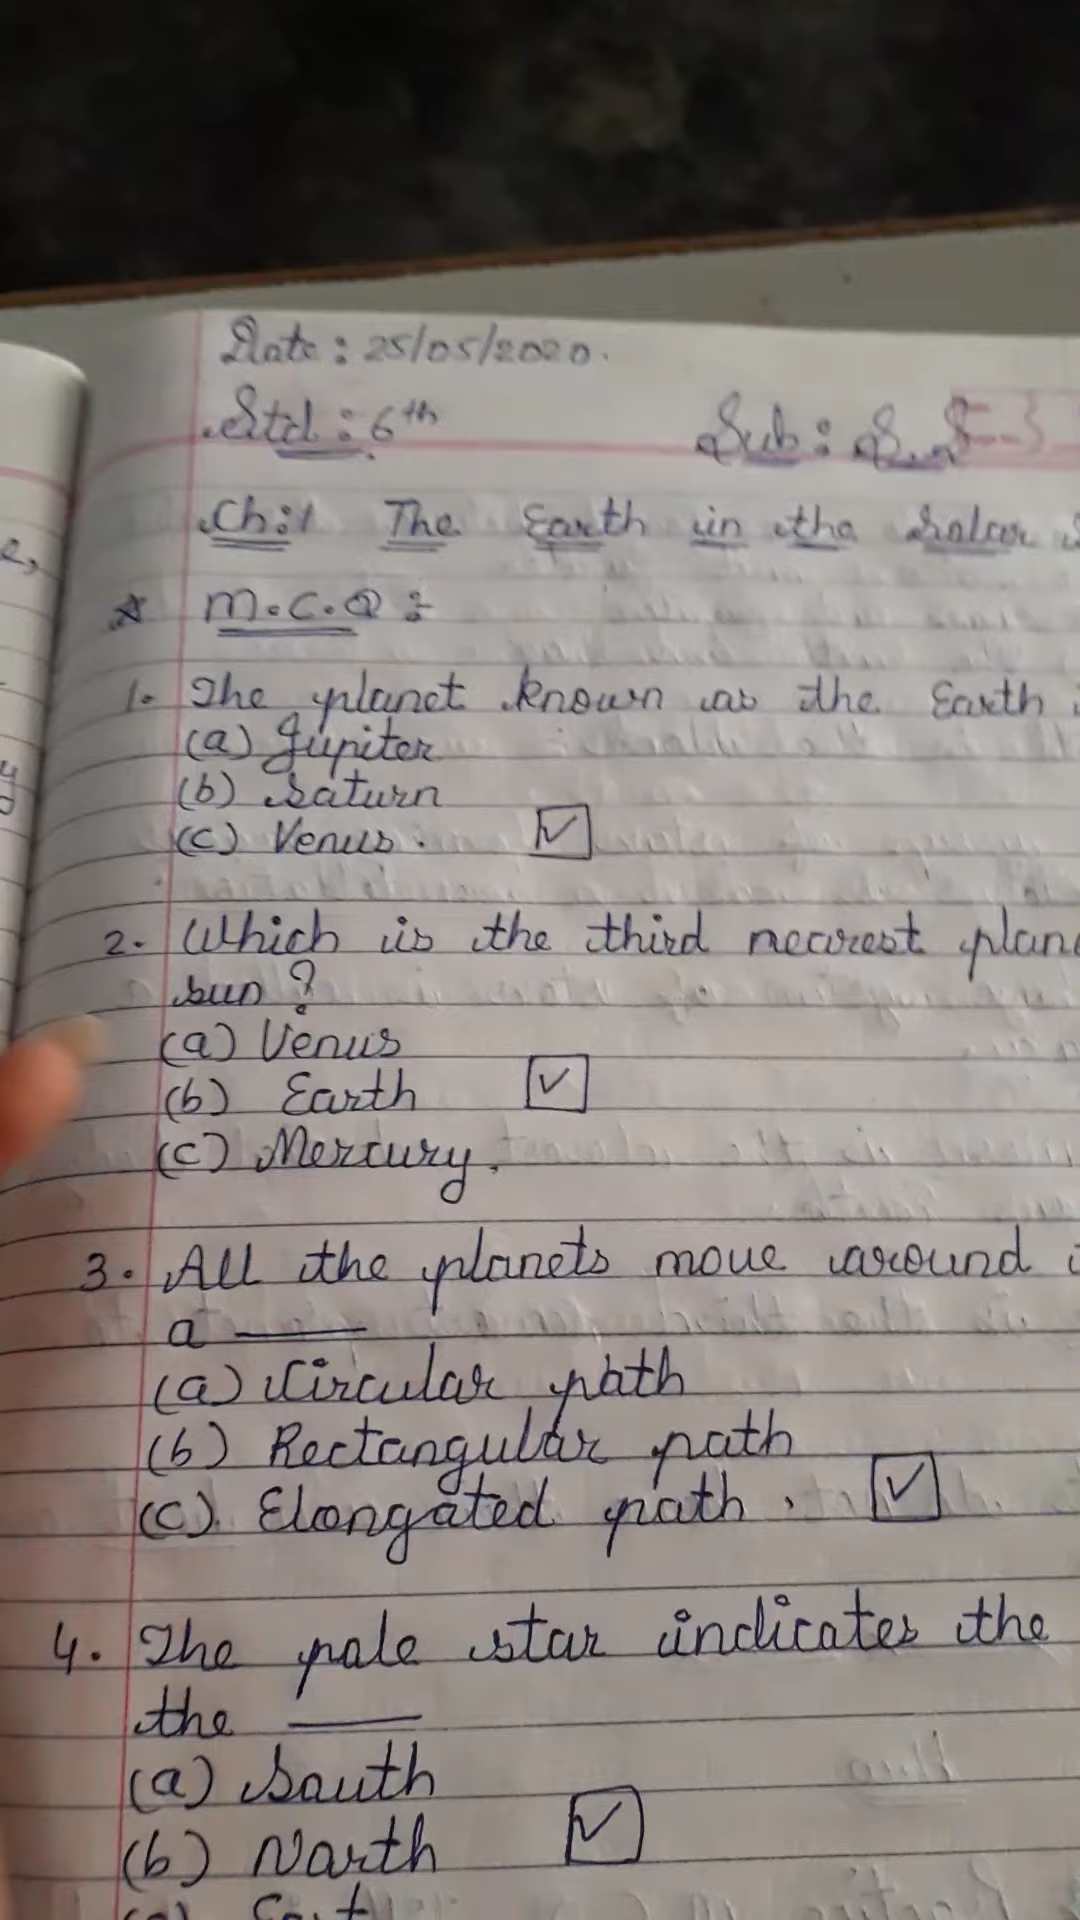 Date : 25/05/2020.
Std : 6th Sub : S.S
Ch:1 The Earth in the Solar
☆ M.C.Q :-
1. The planet known as the Earth
(a) Jupiter
(b) Saturn
(c) Venus. ☑
2. Which is the third nearest
sun ?
(a) Venus
(b) Earth ☑
(c) Mercury.
3. All the planets move around
a ____
(a) Circular path
(b) Rectangular path
(c) Elongated path. ☑
4. The pole star indicates the
the ____
(a) South
(b) North ☑